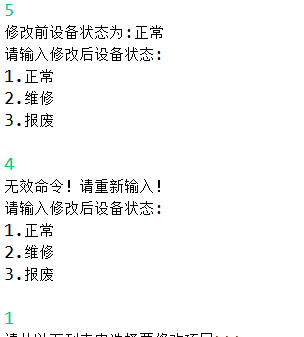 5
修改前设备状态为:正常
请输入修改后设备状态:
1.正常
2.维修
3.报废
4
无效命令! 请重新输入!
请输入修改后设备状态:
1.正常
2.维修
3.报废
1